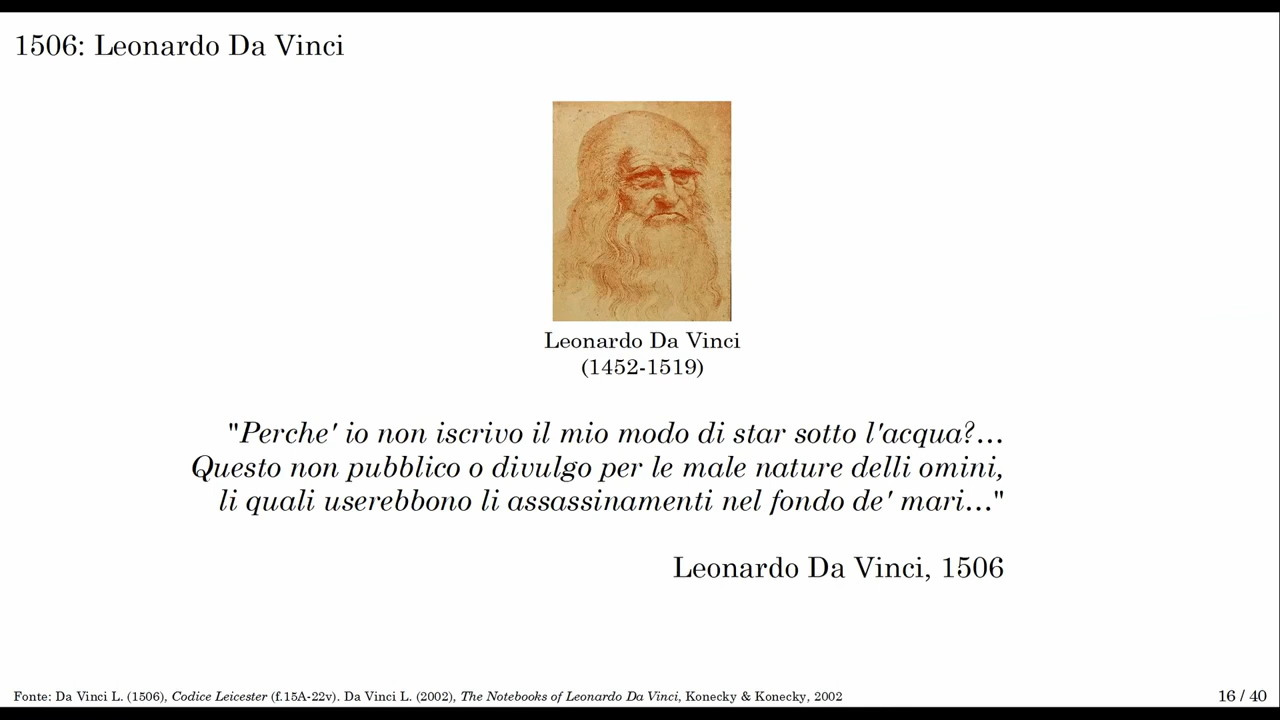 1506: Leonardo Da Vinci
Leonardo Da Vinci
(1452-1519)
"Perche' io non iscrivo il mio modo di star sotto l'acqua?...
Questo non pubblico o divulgo per le male nature delli omini,
li quali userebbono li assassinamenti nel fondo de' mari..."
Leonardo Da Vinci, 1506
Fonte: Da Vinci L. (1506), Codice Leicester (f.15A-22v). Da Vinci L. (2002), The Notebooks of Leonardo Da Vinci, Konecky & Konecky, 2002
16 / 40